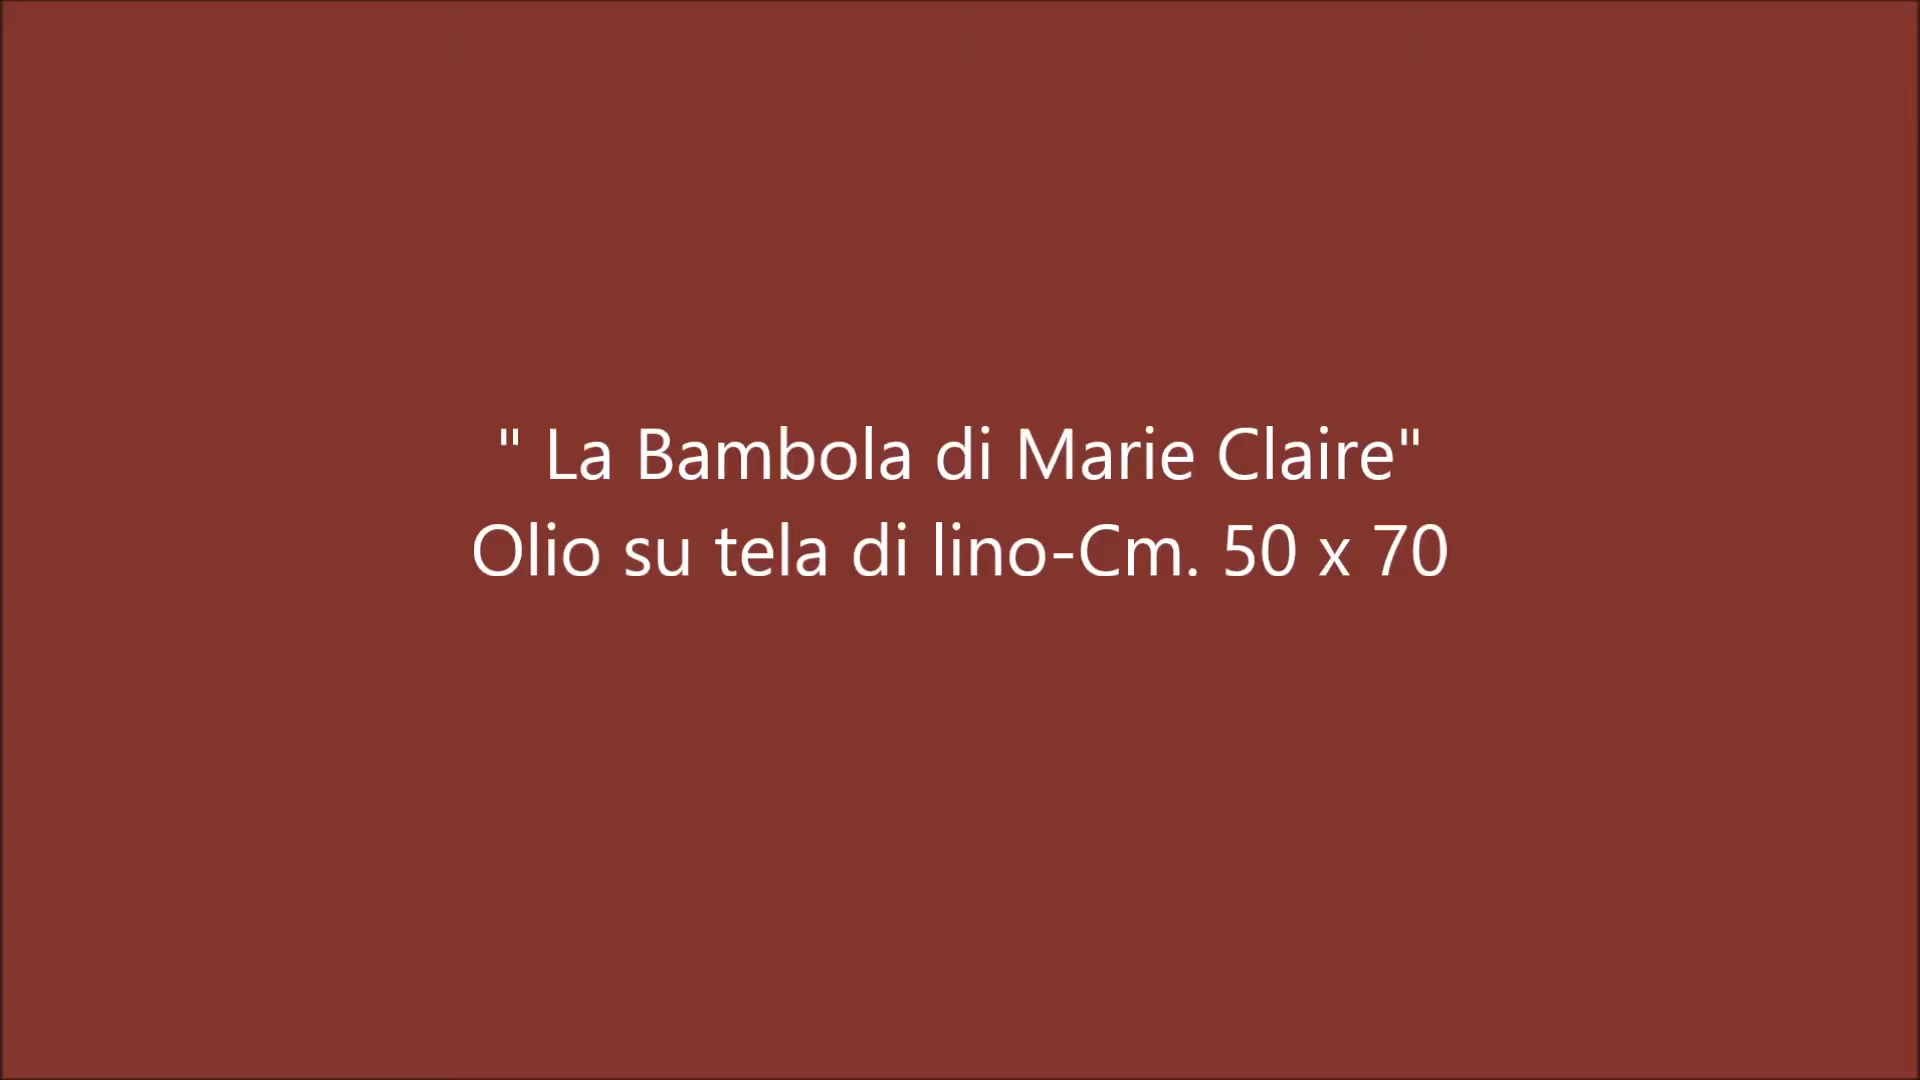 " La Bambola di Marie Claire"
Olio su tela di lino-Cm. 50 x 70